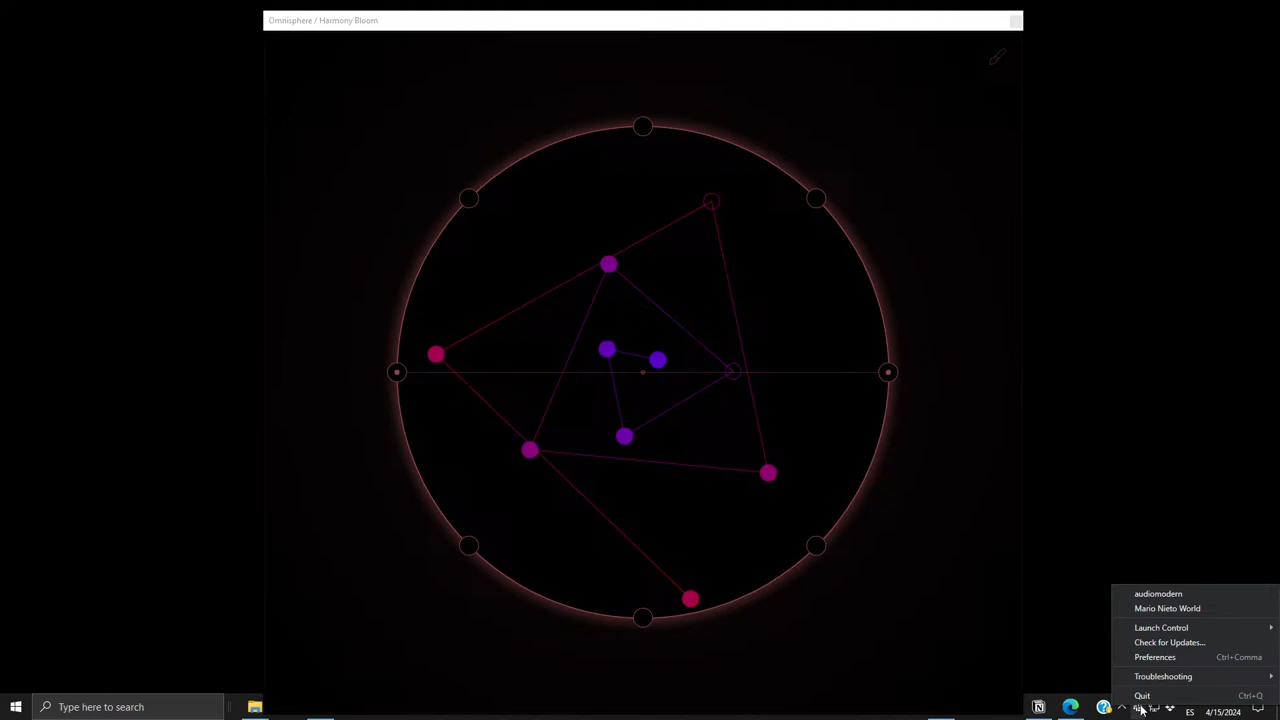 Omnisphere / Harmony Bloom
audiomodern
Mario Nieto World
Launch Control
Check for Updates...
Preferences Ctrl+Comma
Troubleshooting
Quit Ctrl+Q
Type here to search
ES
4/15/2024